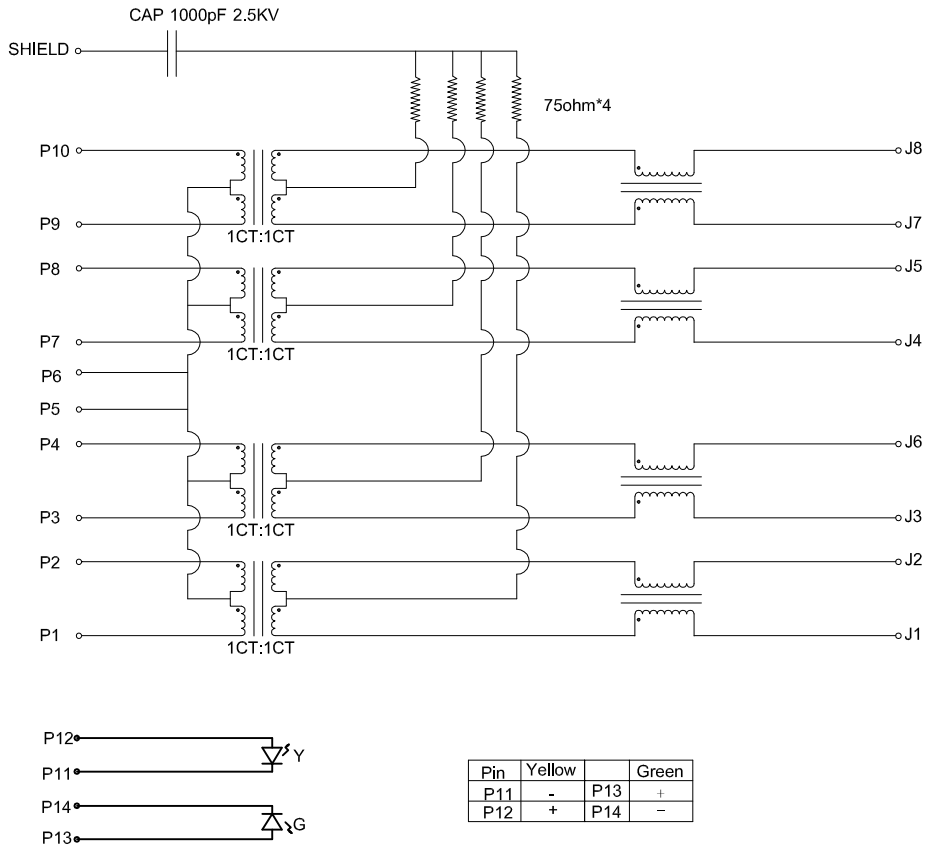 CAP 1000pF 2.5KV
SHIELD
75ohm*4
P10 J8
P9 J7
1CT:1CT
P8 J5
P7 J4
1CT:1CT
P6
P5
P4 J6
P3 J3
1CT:1CT
P2 J2
P1 J1
1CT:1CT
P12
Y
P11
P14
G
P13
Pin Yellow Green
P11 - P13 +
P12 + P14 -